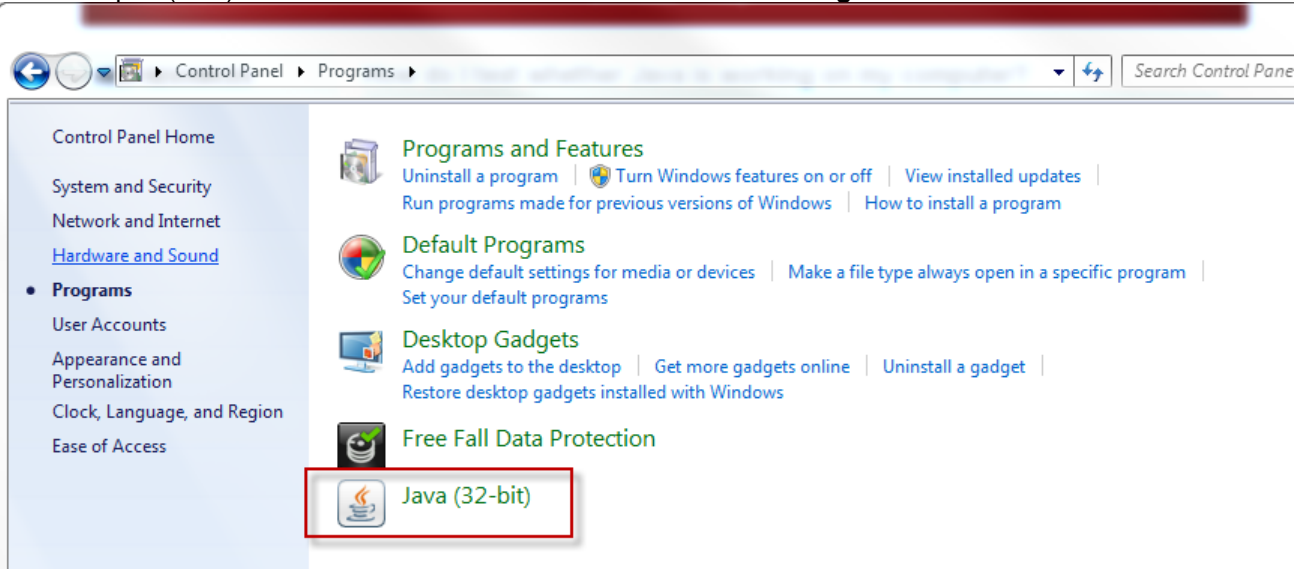 Control Panel Programs
Search Control Pane
Control Panel Home
System and Security
Network and Internet
Hardware and Sound
Programs
User Accounts
Appearance and
Personalization
Clock, Language, and Region
Ease of Access
Programs and Features
Uninstall a program Turn Windows features on or off View installed updates
Run programs made for previous versions of Windows How to install a program
Default Programs
Change default settings for media or devices Make a file type always open in a specific program
Set your default programs
Desktop Gadgets
Add gadgets to the desktop Get more gadgets online Uninstall a gadget
Restore desktop gadgets installed with Windows
Free Fall Data Protection
Java (32-bit)